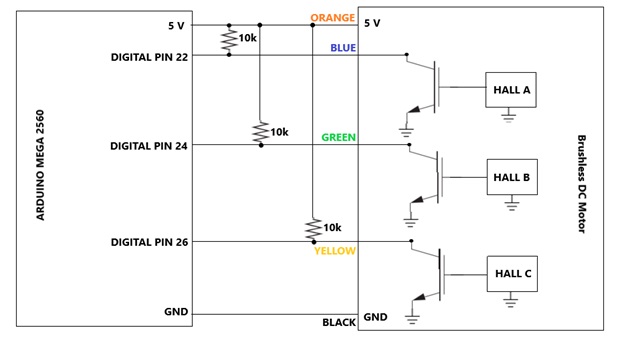 5 V
ORANGE
5 V
10k
BLUE
DIGITAL PIN 22
HALL A
ARDUINO MEGA 2560
10k
GREEN
DIGITAL PIN 24
HALL B
Brushless DC Motor
10k
DIGITAL PIN 26
YELLOW
HALL C
GND
BLACK
GND